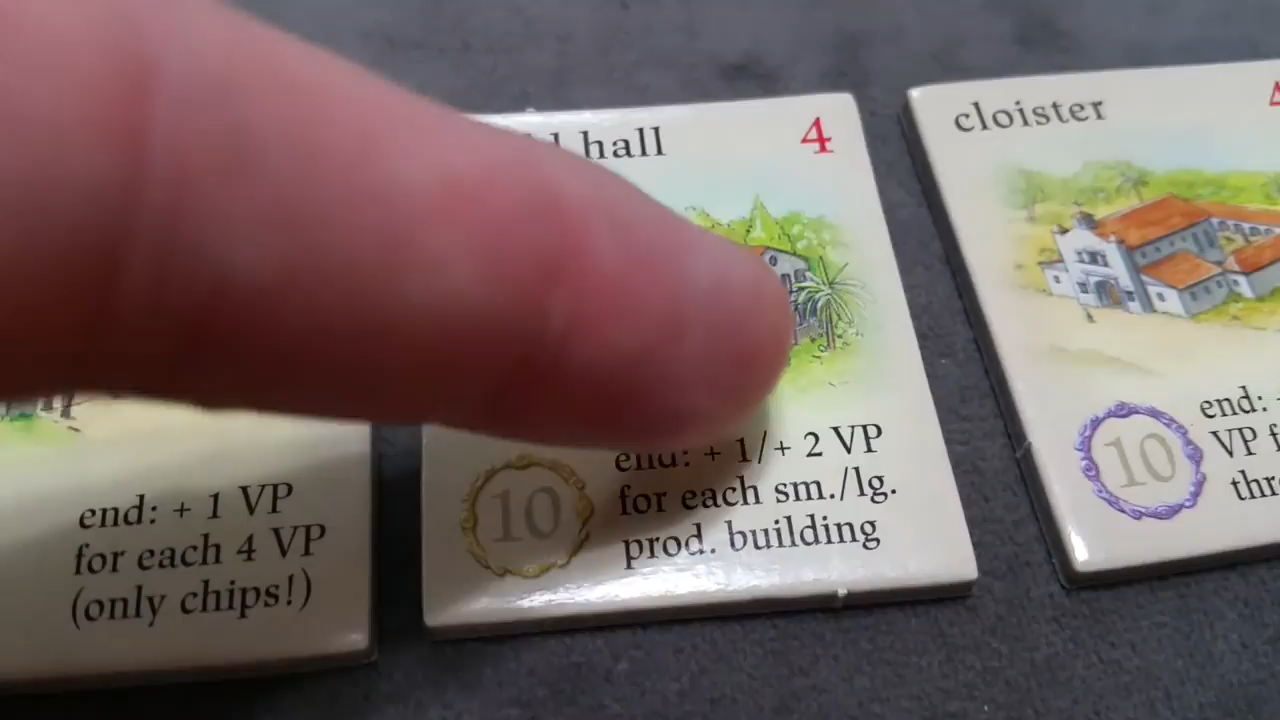 hall 4
end: + 1/+ 2 VP
for each sm./lg.
prod. building
10
cloister
end:
VP
10
end: + 1 VP
for each 4 VP
(only chips!)